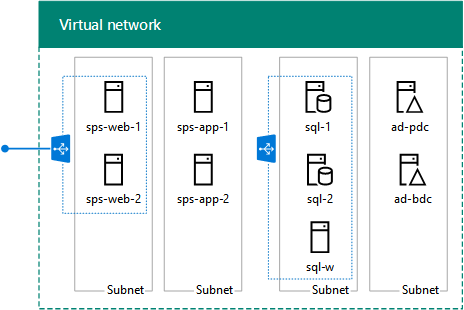 Virtual network
sps-web-1
sps-app-1
sql-1
ad-pdc
sps-web-2
sps-app-2
sql-2
ad-bdc
sql-w
Subnet
Subnet
Subnet
Subnet